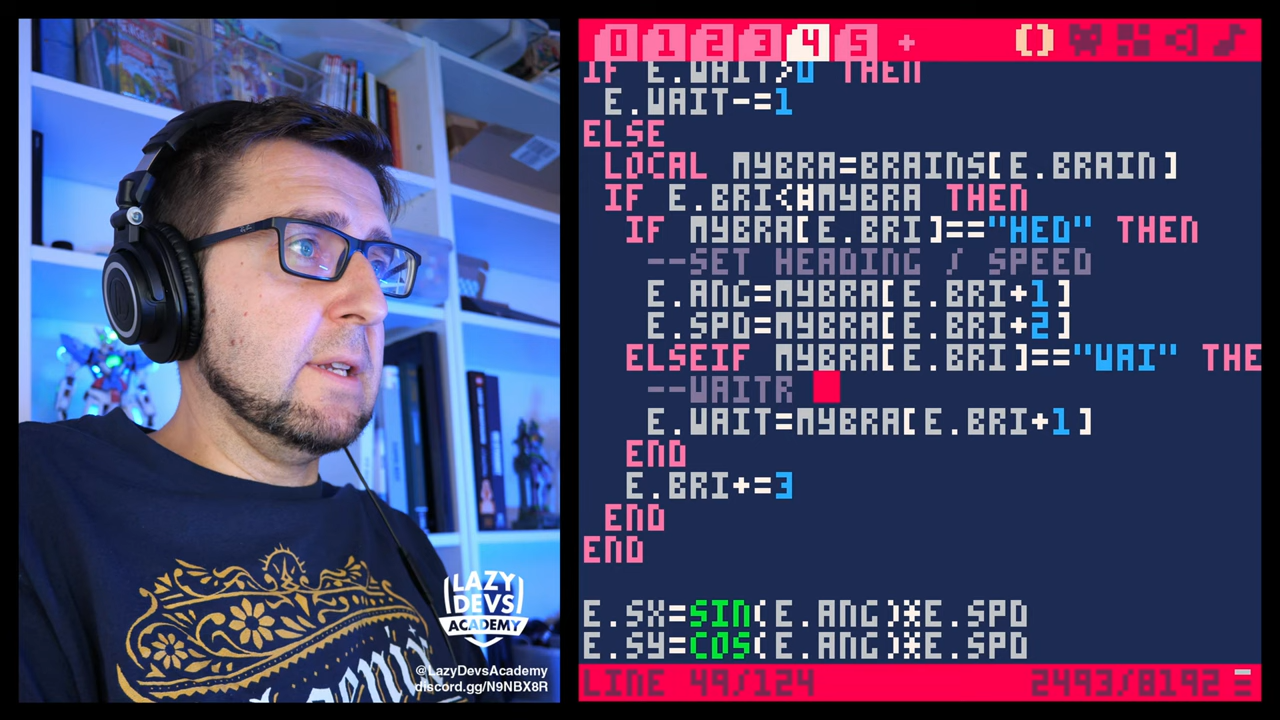 LAZY
DEVS
ACADEMY
@LazyDevsAcademy
discord.gg/N9NBX8R
0 1 2 3 4 5 +
IF E.WAIT>0 THEN
E.WAIT-=1
ELSE
LOCAL MYBRA=BRAINS[E.BRAIN]
IF E.BRI<#MYBRA THEN
IF MYBRA[E.BRI]=="HED" THEN
--SET HEADING / SPEED
E.ANG=MYBRA[E.BRI+1]
E.SPD=MYBRA[E.BRI+2]
ELSEIF MYBRA[E.BRI]=="WAI" THE
--WAITR
E.WAIT=MYBRA[E.BRI+1]
END
E.BRI+=3
END
END
E.SX=SIN(E.ANG)*E.SPD
E.SY=COS(E.ANG)*E.SPD
LINE 49/124
2493/8192